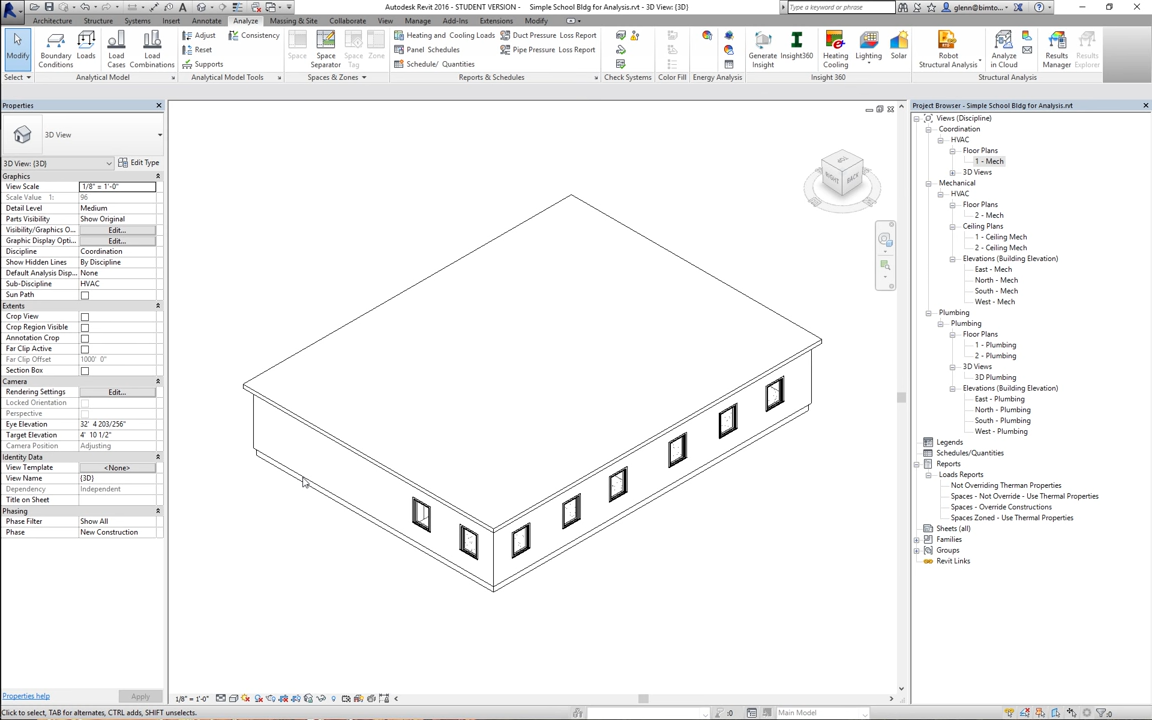 Autodesk Revit 2016 - STUDENT VERSION - Simple School Bldg for Analysis.rvt - 3D View: {3D}
Type a keyword or phrase
glenn@bimto...
Architecture Structure Systems Insert Annotate Analyze Massing & Site Collaborate View Manage Add-Ins Extensions Modify
Modify
Boundary Conditions
Loads
Load Cases
Load Combinations
Adjust
Reset
Supports
Consistency
Space
Space Separator
Space Tag
Zone
Heating and Cooling Loads
Panel Schedules
Schedule/ Quantities
Duct Pressure Loss Report
Pipe Pressure Loss Report
Generate Insight
Insight360
Heating Cooling
Lighting
Solar
Robot Structural Analysis
Analyze in Cloud
Results Manager
Results Explorer
Select
Analytical Model
Analytical Model Tools
Spaces & Zones
Reports & Schedules
Check Systems
Color Fill
Energy Analysis
Insight 360
Structural Analysis
Properties
3D View
3D View: {3D}
Edit Type
Graphics
View Scale 1/8" = 1'-0"
Scale Value 1: 96
Detail Level Medium
Parts Visibility Show Original
Visibility/Graphics O... Edit...
Graphic Display Opti... Edit...
Discipline Coordination
Show Hidden Lines By Discipline
Default Analysis Disp... None
Sub-Discipline HVAC
Sun Path
Extents
Crop View
Crop Region Visible
Annotation Crop
Far Clip Active
Far Clip Offset 1000' 0"
Section Box
Camera
Rendering Settings Edit...
Locked Orientation
Perspective
Eye Elevation 32' 4 203/256"
Target Elevation 4' 10 1/2"
Camera Position Adjusting
Identity Data
View Template <None>
View Name {3D}
Dependency Independent
Title on Sheet
Phasing
Phase Filter Show All
Phase New Construction
Properties help
Apply
RIGHT
BACK
Project Browser - Simple School Bldg for Analysis.rvt
Views (Discipline)
Coordination
HVAC
Floor Plans
1 - Mech
3D Views
Mechanical
HVAC
Floor Plans
2 - Mech
Ceiling Plans
1 - Ceiling Mech
2 - Ceiling Mech
Elevations (Building Elevation)
East - Mech
North - Mech
South - Mech
West - Mech
Plumbing
Plumbing
Floor Plans
1 - Plumbing
2 - Plumbing
3D Views
3D Plumbing
Elevations (Building Elevation)
East - Plumbing
North - Plumbing
South - Plumbing
West - Plumbing
Legends
Schedules/Quantities
Reports
Loads Reports
Not Overriding Therman Properties
Spaces - Not Override - Use Thermal Properties
Spaces - Override Constructions
Spaces Zoned - Use Thermal Properties
Sheets (all)
Families
Groups
Revit Links
1/8" = 1'-0"
Click to select, TAB for alternates, CTRL adds, SHIFT unselects.
:0
Main Model
:0